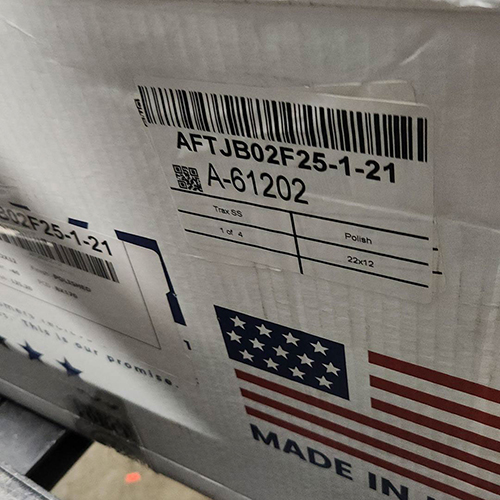 AFTJB02F25-1-21
A-61202
Trax SS
Polish
1 of 4
22x12
02F25-1-21
This is our promise.
MADE IN